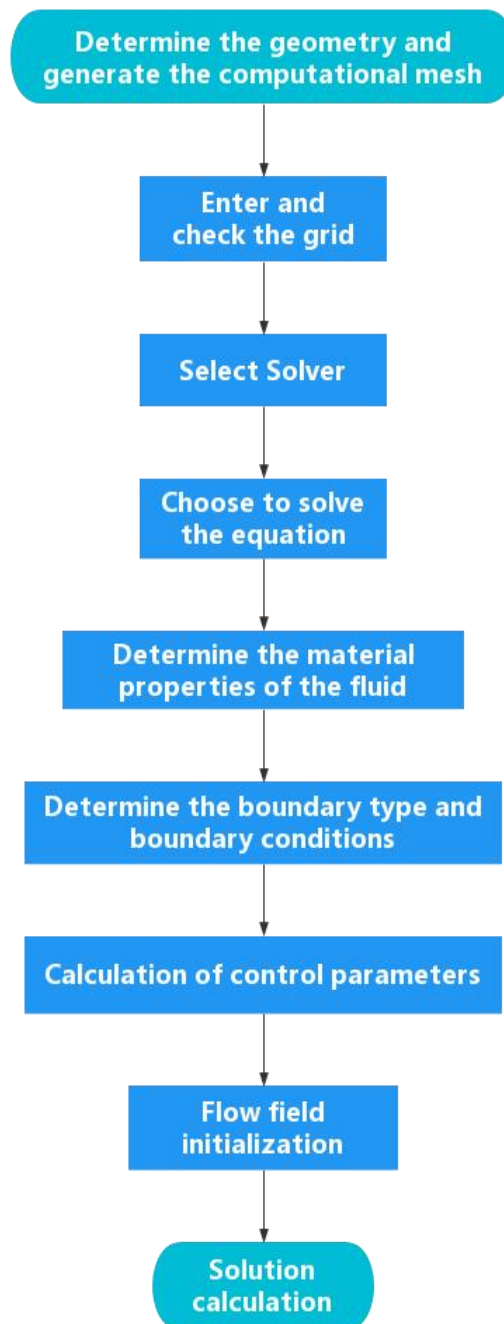 Determine the geometry and
generate the computational mesh
Enter and
check the grid
Select Solver
Choose to solve
the equation
Determine the material
properties of the fluid
Determine the boundary type and
boundary conditions
Calculation of control parameters
Flow field
initialization
Solution
calculation